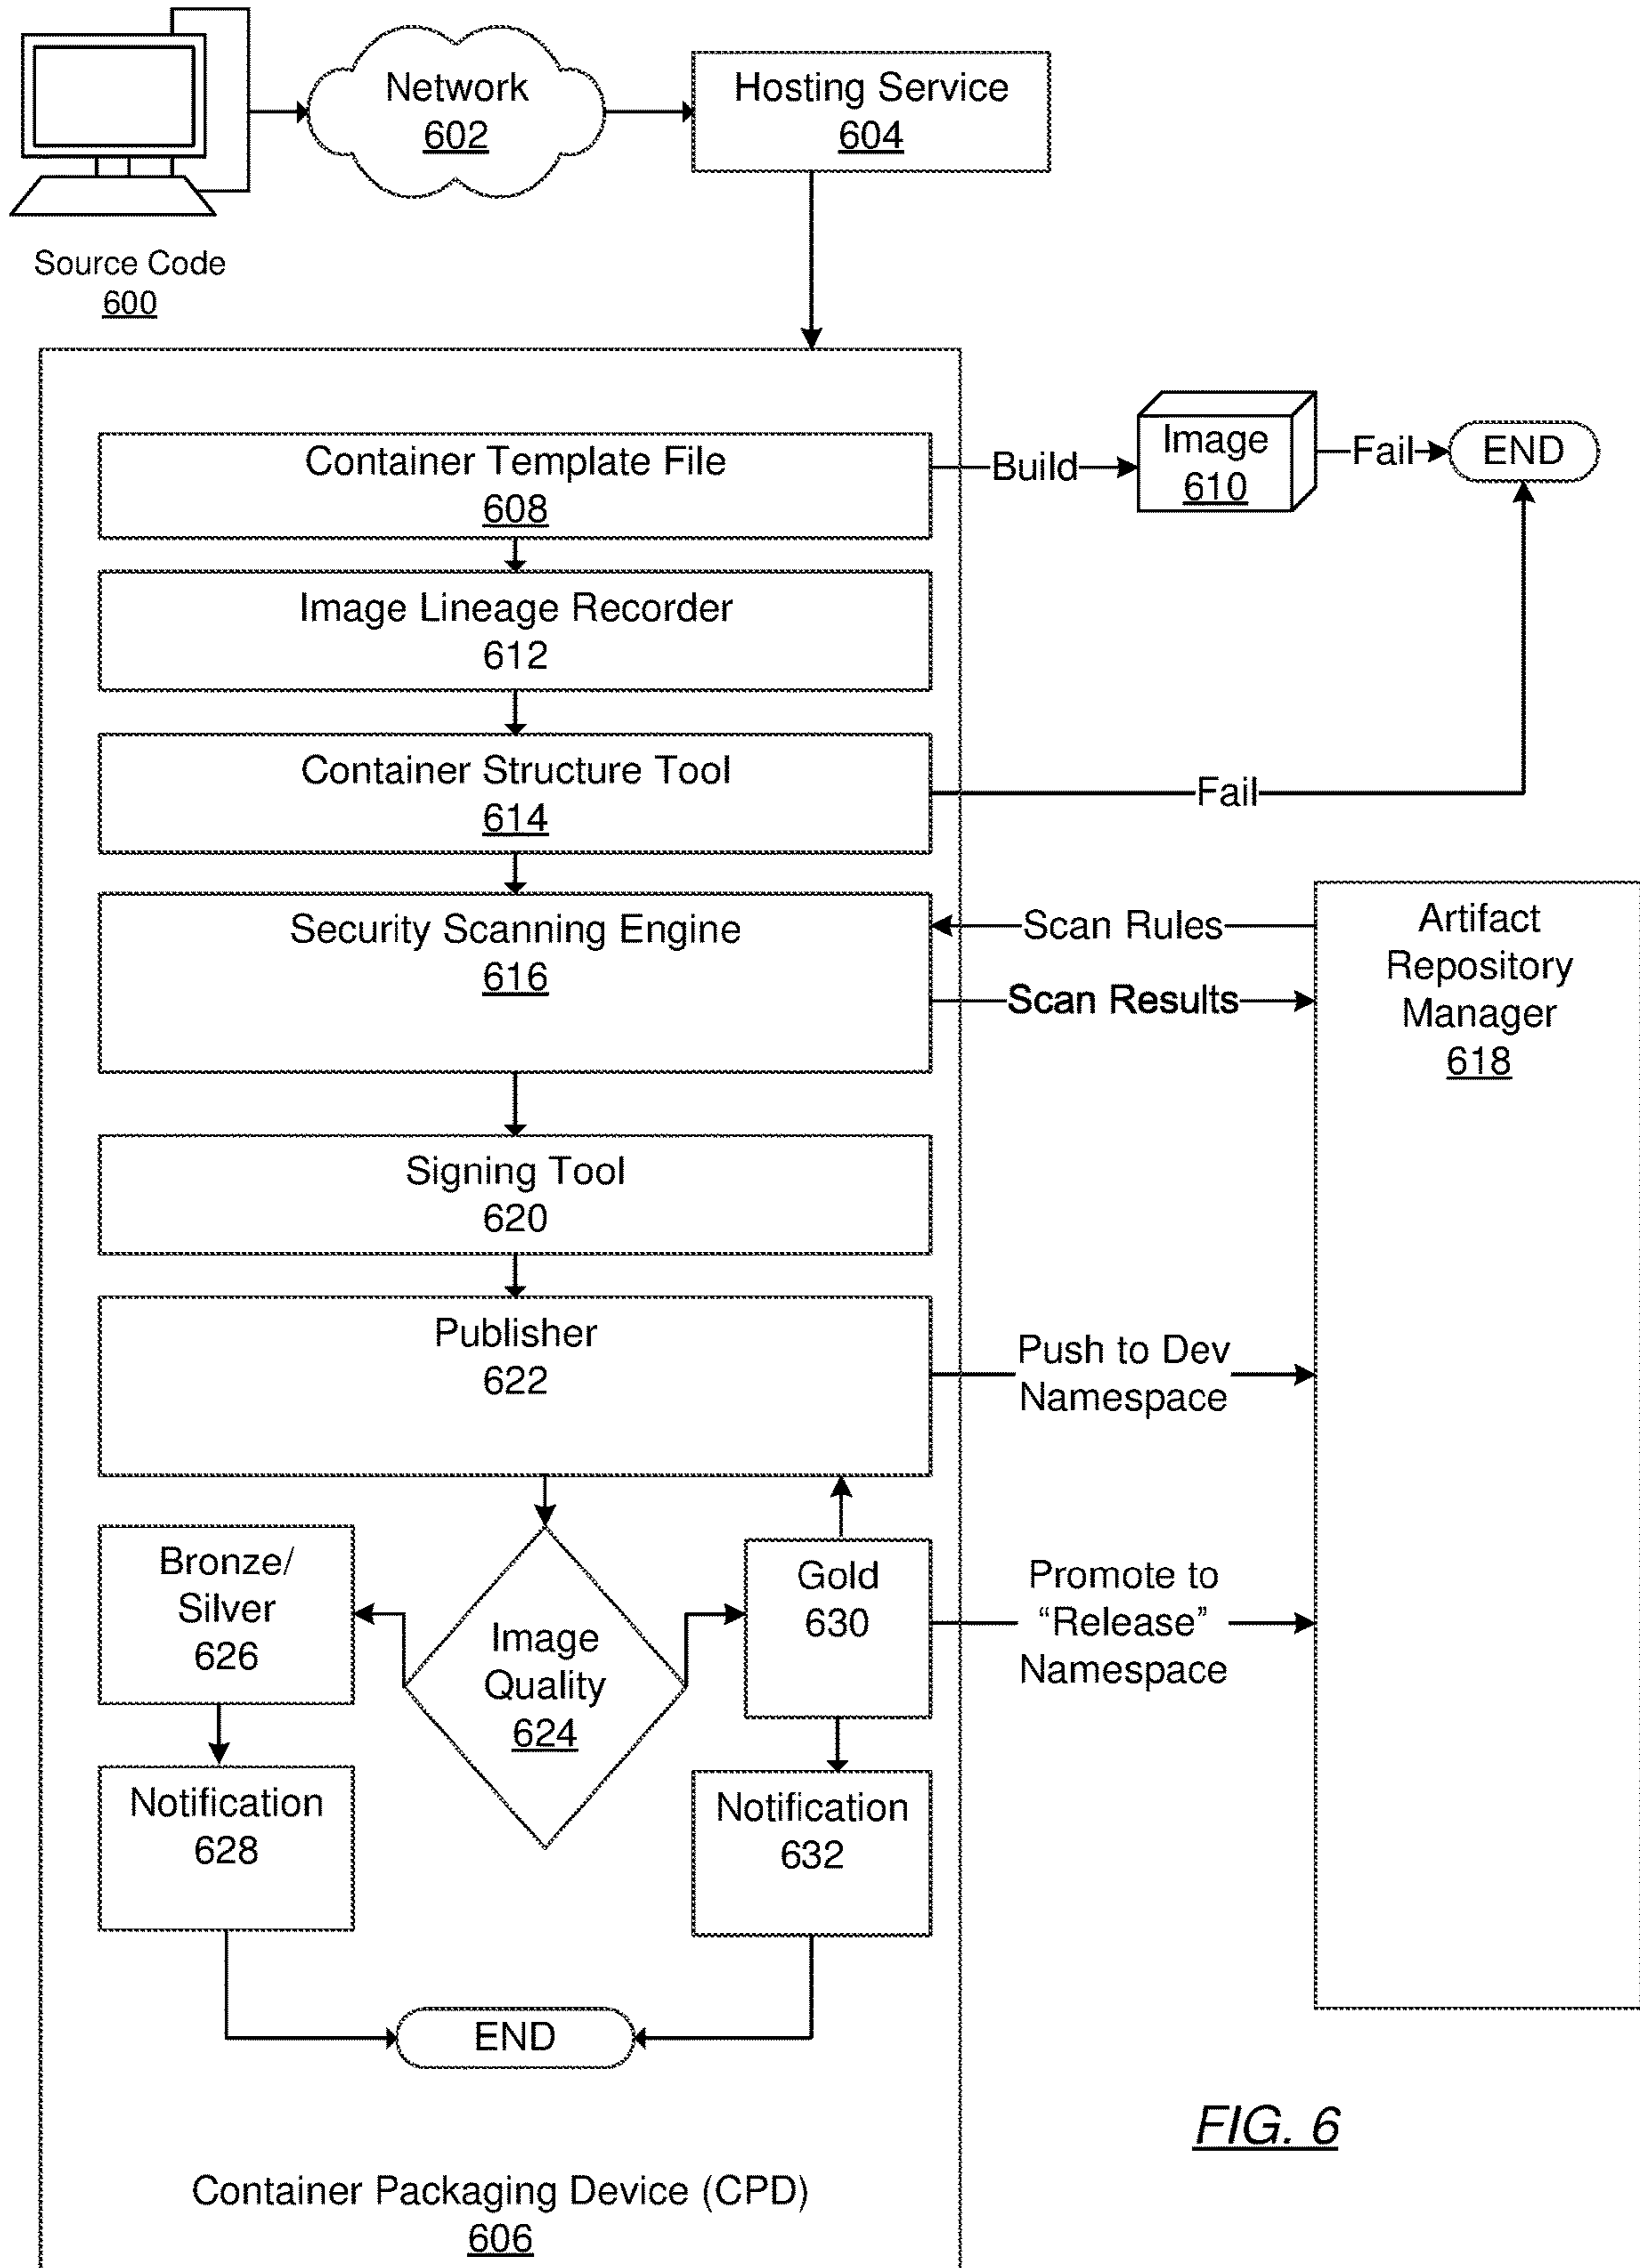 Network
602
Hosting Service
604
Source Code
600
Container Template File
608
Build
Image
610
Fail
END
Image Lineage Recorder
612
Container Structure Tool
614
Fail
Security Scanning Engine
616
Scan Rules
Scan Results
Artifact
Repository
Manager
618
Signing Tool
620
Publisher
622
Push to Dev
Namespace
Bronze/
Silver
626
Image
Quality
624
Gold
630
Promote to
“Release”
Namespace
Notification
628
Notification
632
END
FIG. 6
Container Packaging Device (CPD)
606